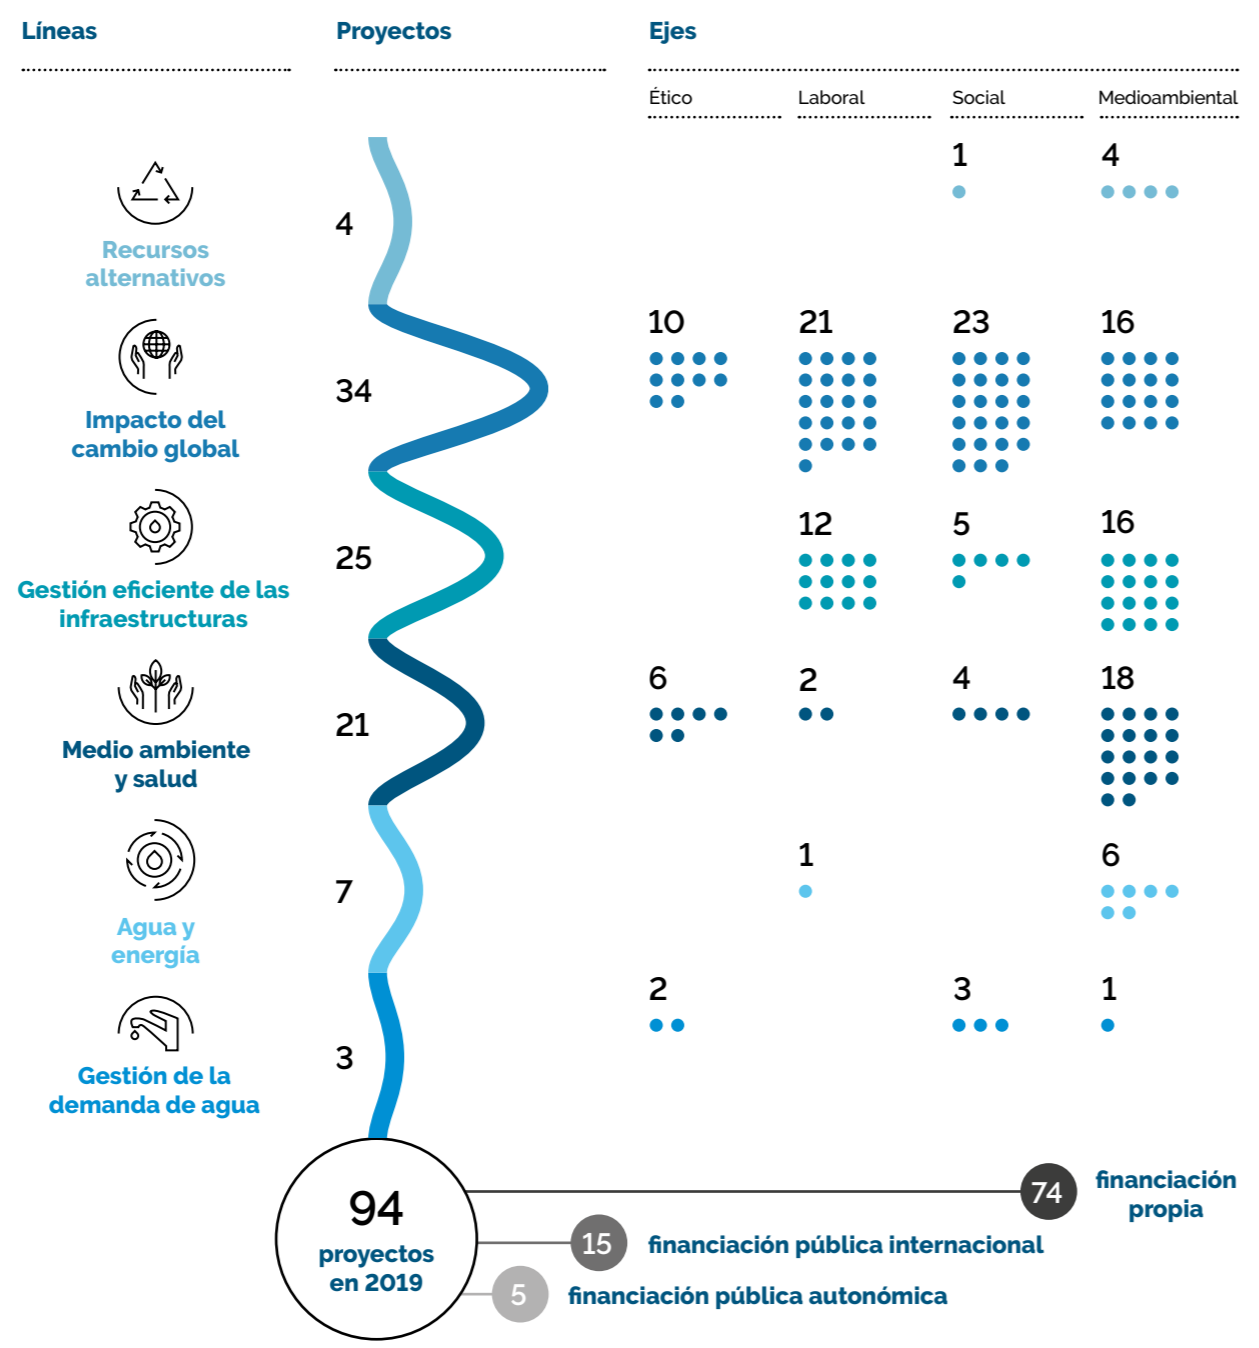 Líneas
Proyectos
Ejes
Ético
Laboral
Social
Medioambiental
Recursos
alternativos
4
1
4
Impacto del
cambio global
34
10
21
23
16
Gestión eficiente de las
infraestructuras
25
12
5
16
Medio ambiente
y salud
21
6
2
4
18
Agua y
energía
7
1
6
Gestión de la
demanda de agua
3
2
3
1
94
proyectos
en 2019
74
financiación
propia
15
financiación pública internacional
5
financiación pública autonómica